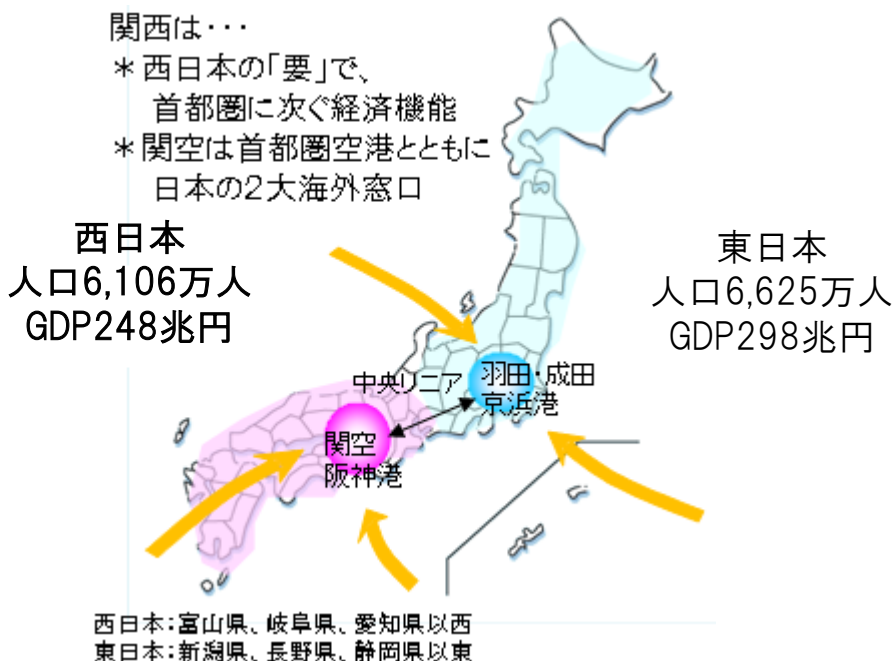 関西は・・・
＊西日本の「要」で、
首都圏に次ぐ経済機能
＊関空は首都圏空港とともに
日本の2大海外窓口
西日本
人口6,106万人
GDP248兆円
東日本
人口6,625万人
GDP298兆円
中央リニア
羽田・成田
京浜港
関空
阪神港
西日本：富山県、岐阜県、愛知県以西
東日本：新潟県、長野県、静岡県以東